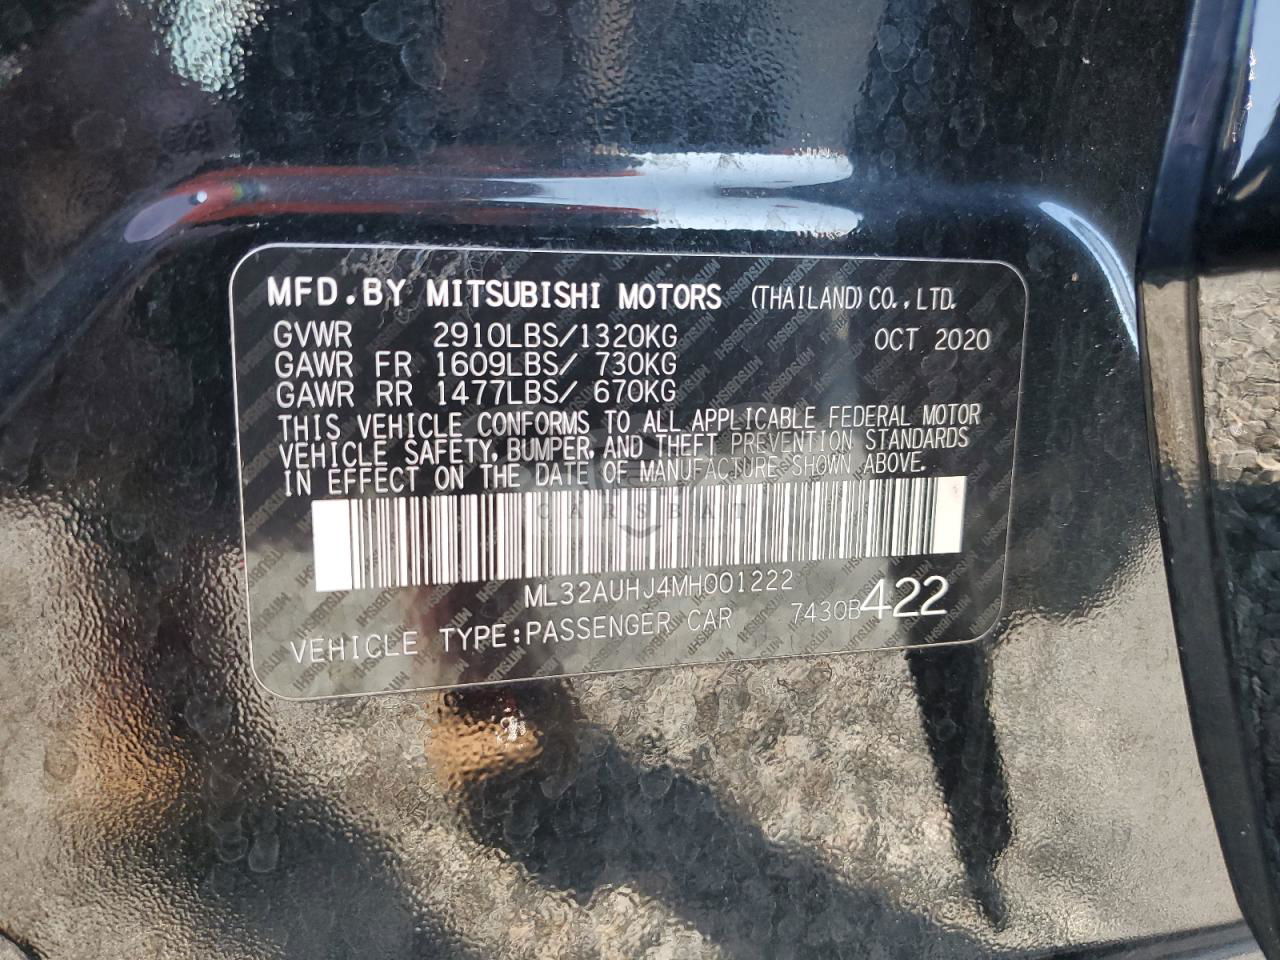 MFD.BY MITSUBISHI MOTORS (THAILAND)CO.,LTD.
GVWR 2910LBS/1320KG OCT 2020
GAWR FR 1609LBS/ 730KG
GAWR RR 1477LBS/ 670KG
THIS VEHICLE CONFORMS TO ALL APPLICABLE FEDERAL MOTOR
VEHICLE SAFETY, BUMPER, AND THEFT PREVENTION STANDARDS
IN EFFECT ON THE DATE OF MANUFACTURE SHOWN ABOVE.
CARSBAT
ML32AUHJ4MH001222
VEHICLE TYPE:PASSENGER CAR 7430B422